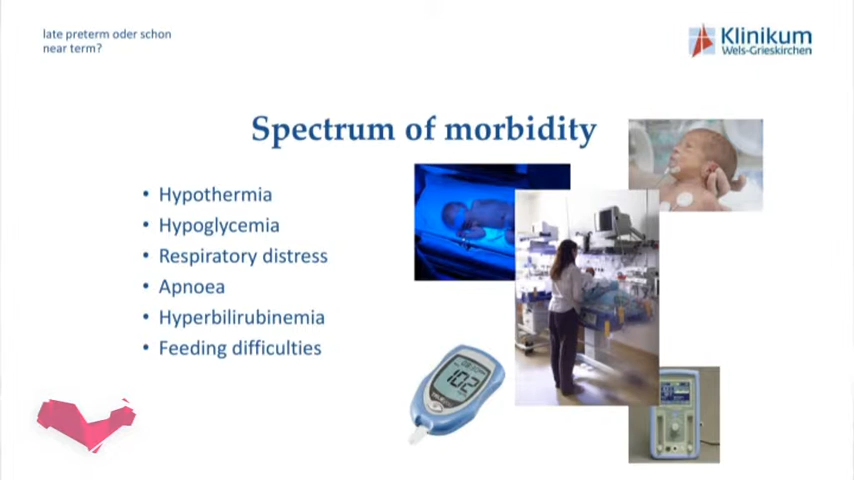 late preterm oder schon
near term?
Klinikum
Wels-Grieskirchen
Spectrum of morbidity
• Hypothermia
• Hypoglycemia
• Respiratory distress
• Apnoea
• Hyperbilirubinemia
• Feeding difficulties
102